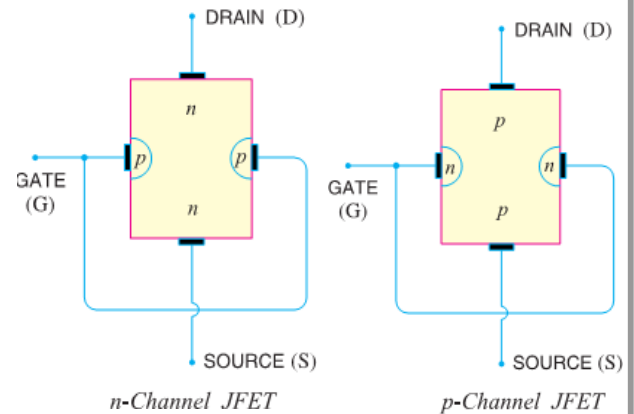 DRAIN (D)
n
p
p
GATE
(G)
n
SOURCE (S)
n-Channel JFET
DRAIN (D)
p
n
n
GATE
(G)
p
SOURCE (S)
p-Channel JFET